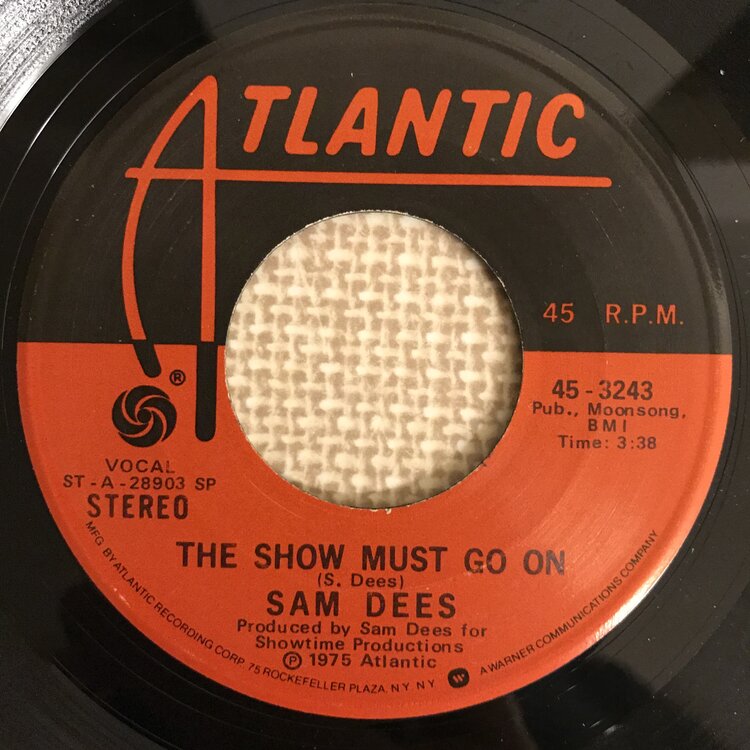 ATLANTIC
45 R.P.M.
®
45-3243
Pub., Moonsong,
BMI
Time: 3:38
VOCAL
ST-A-28903 SP
STEREO
THE SHOW MUST GO ON
(S. Dees)
SAM DEES
Produced by Sam Dees for
Showtime Productions
Ⓟ 1975 Atlantic
MFG. BY ATLANTIC RECORDING CORP. 75 ROCKEFELLER PLAZA, N.Y. N.Y. W A WARNER COMMUNICATIONS COMPANY